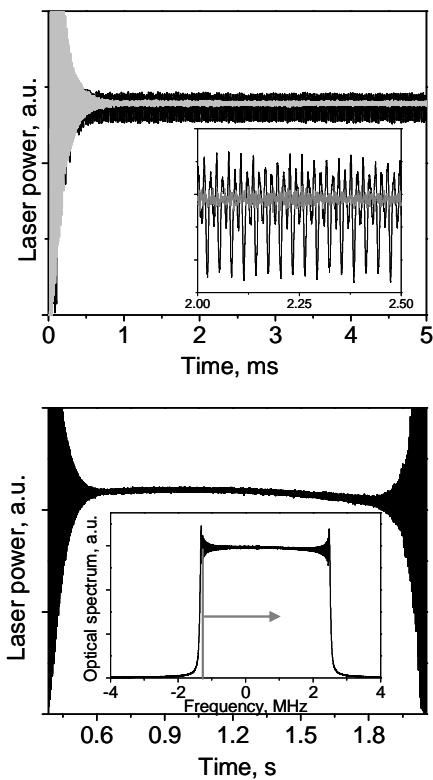 Laser power, a.u.
2.00 2.25 2.50
0 1 2 3 4 5
Time, ms
Laser power, a.u.
Optical spectrum, a.u.
-4 -2 0 2 4
Frequency, MHz
0.6 0.9 1.2 1.5 1.8
Time, s